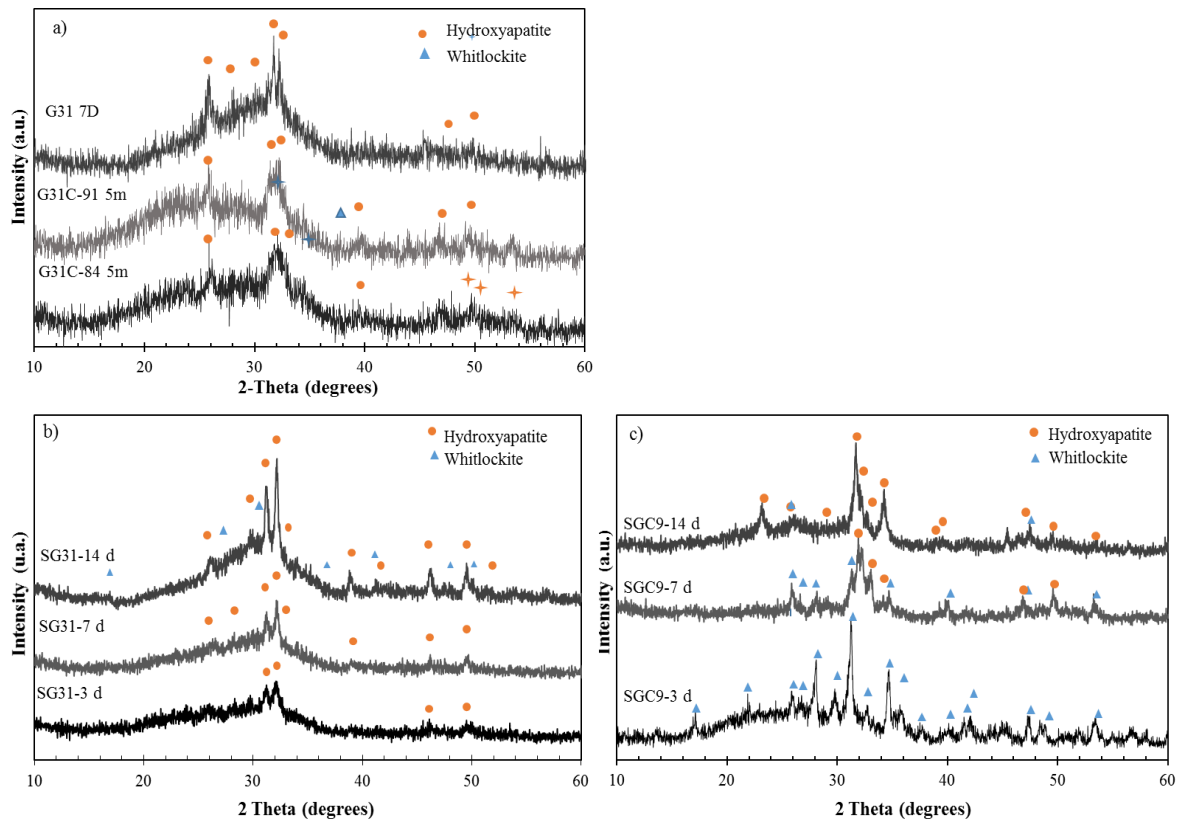 a)
Hydroxyapatite
Whitlockite
G31 7D
G31C-91 5m
G31C-84 5m
Intensity (a.u.)
10 20 30 40 50 60
2-Theta (degrees)
b)
Hydroxyapatite
Whitlockite
SG31-14 d
SG31-7 d
SG31-3 d
Intensity (u.a.)
10 20 30 40 50 60
2 Theta (degrees)
c)
Hydroxyapatite
Whitlockite
SGC9-14 d
SGC9-7 d
SGC9-3 d
Intensity (a.u.)
10 20 30 40 50 60
2 Theta (degrees)